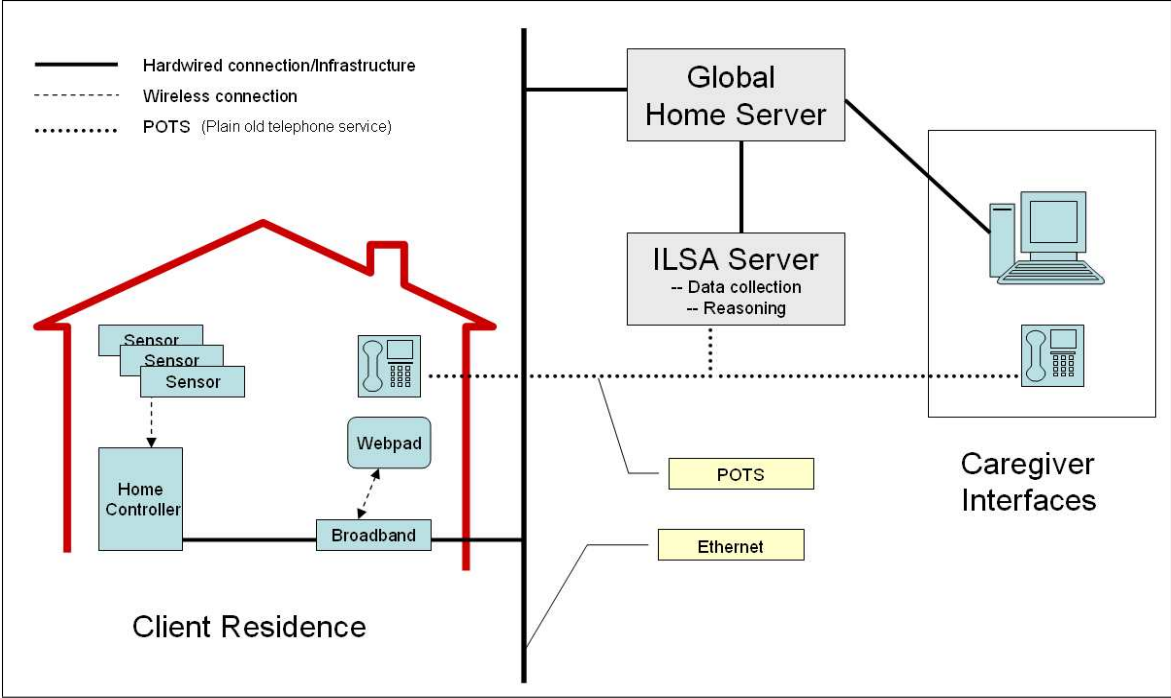 Hardwired connection/Infrastructure
Wireless connection
POTS (Plain old telephone service)
Global
Home Server
ILSA Server
-- Data collection
-- Reasoning
Sensor
Sensor
Sensor
Webpad
Home
Controller
Broadband
POTS
Ethernet
Caregiver
Interfaces
Client Residence